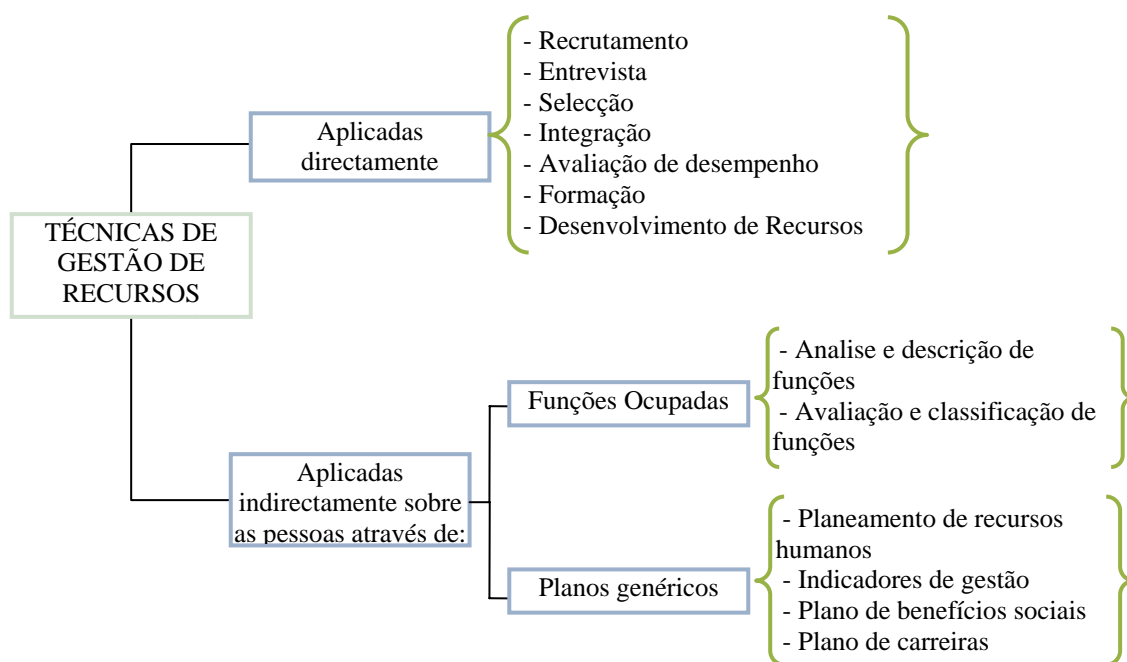 TÉCNICAS DE
GESTÃO DE
RECURSOS
Aplicadas
directamente
- Recrutamento
- Entrevista
- Selecção
- Integração
- Avaliação de desempenho
- Formação
- Desenvolvimento de Recursos
Aplicadas
indirectamente sobre
as pessoas através de:
Funções Ocupadas
- Analise e descrição de
funções
- Avaliação e classificação de
funções
Planos genéricos
- Planeamento de recursos
humanos
- Indicadores de gestão
- Plano de benefícios sociais
- Plano de carreiras